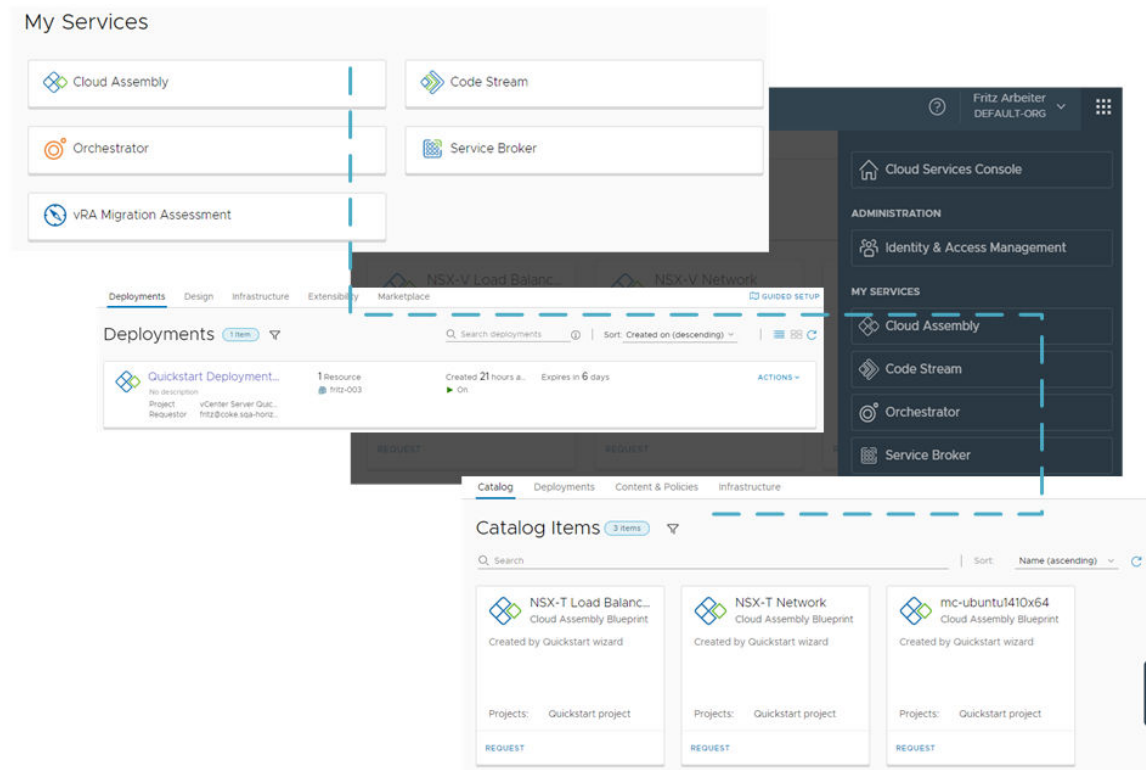 My Services
Cloud Assembly
Code Stream
Orchestrator
Service Broker
vRA Migration Assessment
Fritz Arbeiter
DEFAULT-ORG
Cloud Services Console
ADMINISTRATION
Identity & Access Management
MY SERVICES
Cloud Assembly
Code Stream
Orchestrator
Service Broker
NSX-V Load Balanc...
NSX-V Network
Deployments Design Infrastructure Extensibility Marketplace GUIDED SETUP
Deployments 1 item Search deployments Sort: Created on (descending)
Quickstart Deployment... 1 Resource Created 21 hours a... Expires in 6 days ACTIONS
No description fritz-003 On
Project vCenter Server Quic...
Requestor fritz@coke.sqa-horiz...
REQUEST REQUEST
Catalog Deployments Content & Policies Infrastructure
Catalog Items 3 items
Search Sort: Name (ascending)
NSX-T Load Balanc...
Cloud Assembly Blueprint
Created by Quickstart wizard
Projects: Quickstart project
REQUEST
NSX-T Network
Cloud Assembly Blueprint
Created by Quickstart wizard
Projects: Quickstart project
REQUEST
mc-ubuntu1410x64
Cloud Assembly Blueprint
Created by Quickstart wizard
Projects: Quickstart project
REQUEST